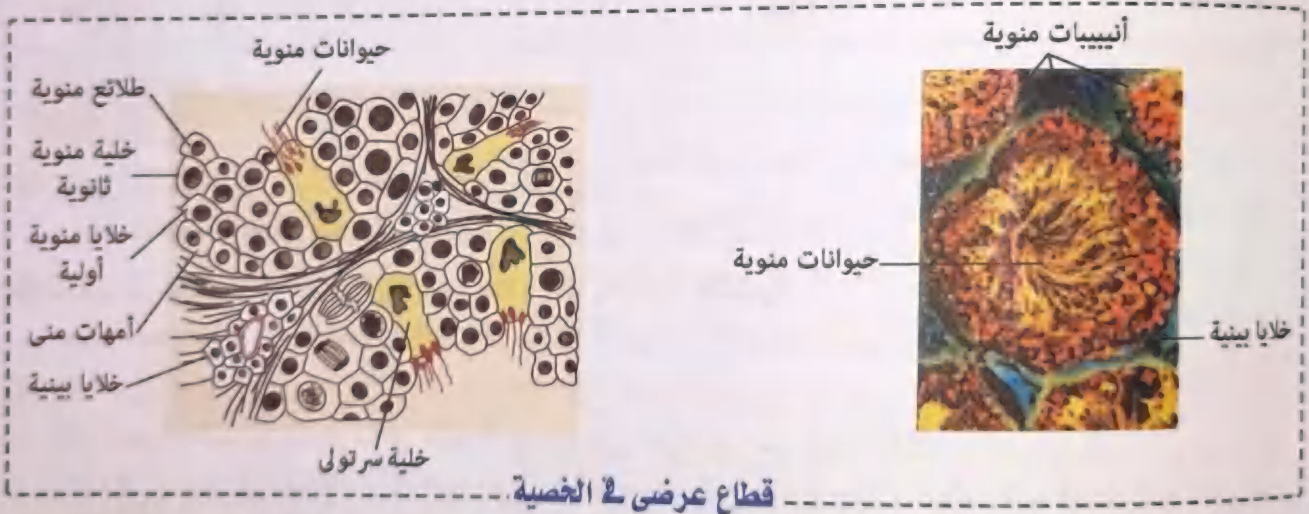 أنيبيبات منوية
حيوانات منوية
خلايا بينية
حيوانات منوية
طلائع منوية
خلية منوية
ثانوية
خلايا منوية
أولية
أمهات منى
خلايا بينية
خلية سرتولى
قطاع عرضى فى الخصية